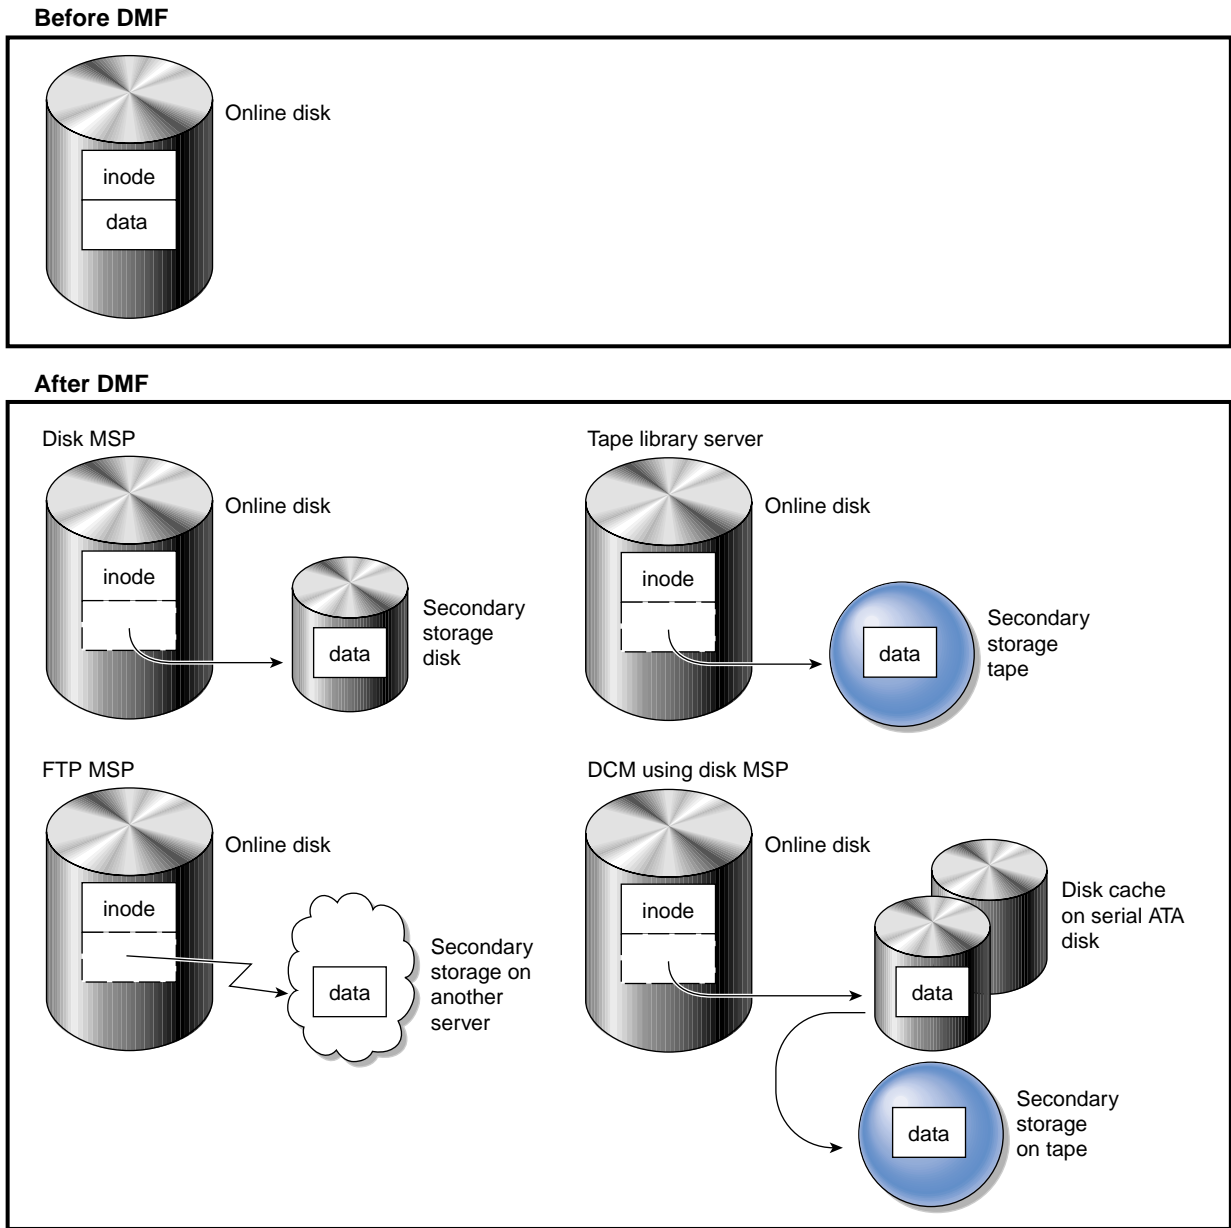 Before DMF
Online disk
inode
data
After DMF
Disk MSP
Online disk
inode
data
Secondary
storage
disk
Tape library server
Online disk
inode
data
Secondary
storage
tape
FTP MSP
Online disk
inode
data
Secondary
storage on
another
server
DCM using disk MSP
Online disk
inode
data
Disk cache
on serial ATA
disk
data
Secondary
storage
on tape